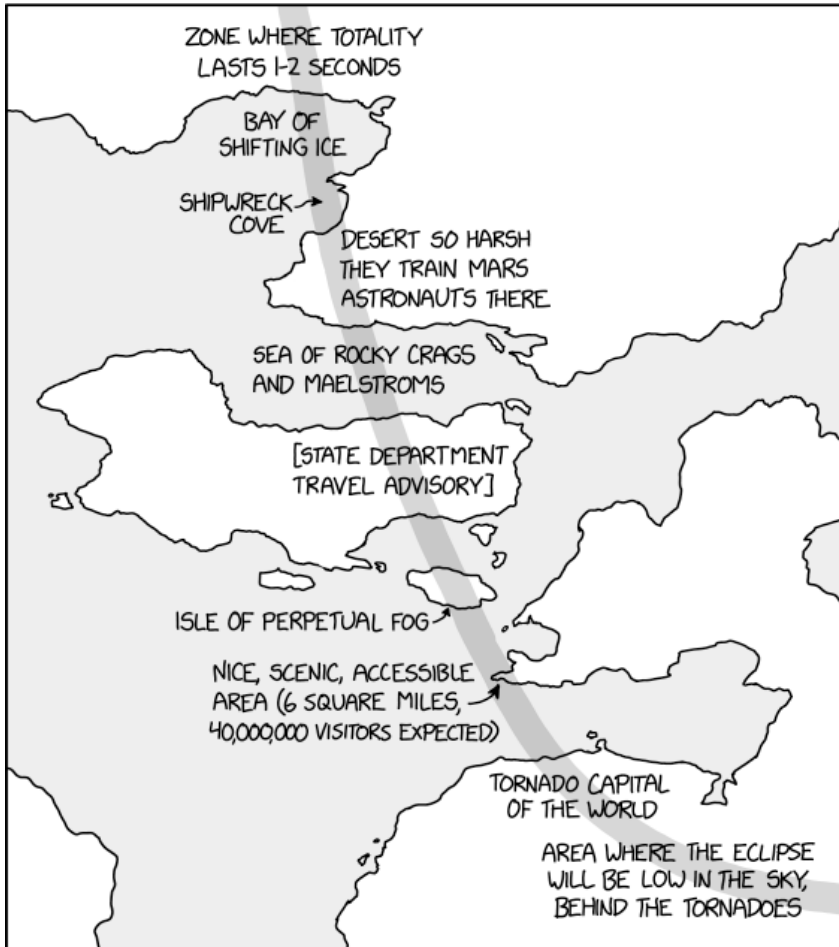 ZONE WHERE TOTALITY
LASTS 1-2 SECONDS
BAY OF
SHIFTING ICE
SHIPWRECK
COVE
DESERT SO HARSH
THEY TRAIN MARS
ASTRONAUTS THERE
SEA OF ROCKY CRAGS
AND MAELSTROMS
[STATE DEPARTMENT
TRAVEL ADVISORY]
ISLE OF PERPETUAL FOG
NICE, SCENIC, ACCESSIBLE
AREA (6 SQUARE MILES,
40,000,000 VISITORS EXPECTED)
TORNADO CAPITAL
OF THE WORLD
AREA WHERE THE ECLIPSE
WILL BE LOW IN THE SKY,
BEHIND THE TORNADOES